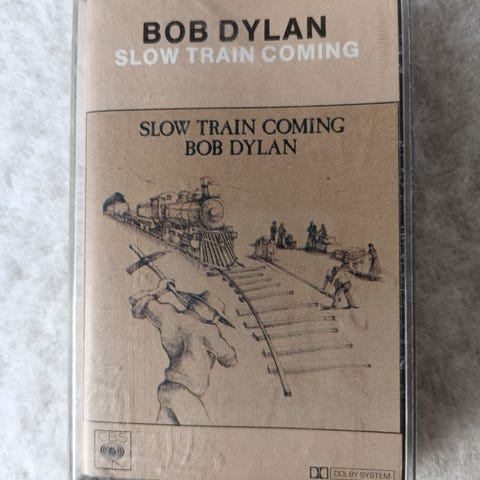 BOB DYLAN
SLOW TRAIN COMING
SLOW TRAIN COMING
BOB DYLAN
CBS
DOLBY SYSTEM